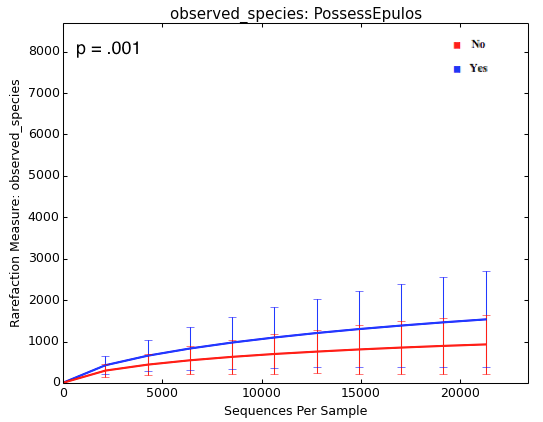 observed_species: PossessEpulos
p = .001
No
Yes
Rarefaction Measure: observed_species
8000
7000
6000
5000
4000
3000
2000
1000
0
0 5000 10000 15000 20000
Sequences Per Sample